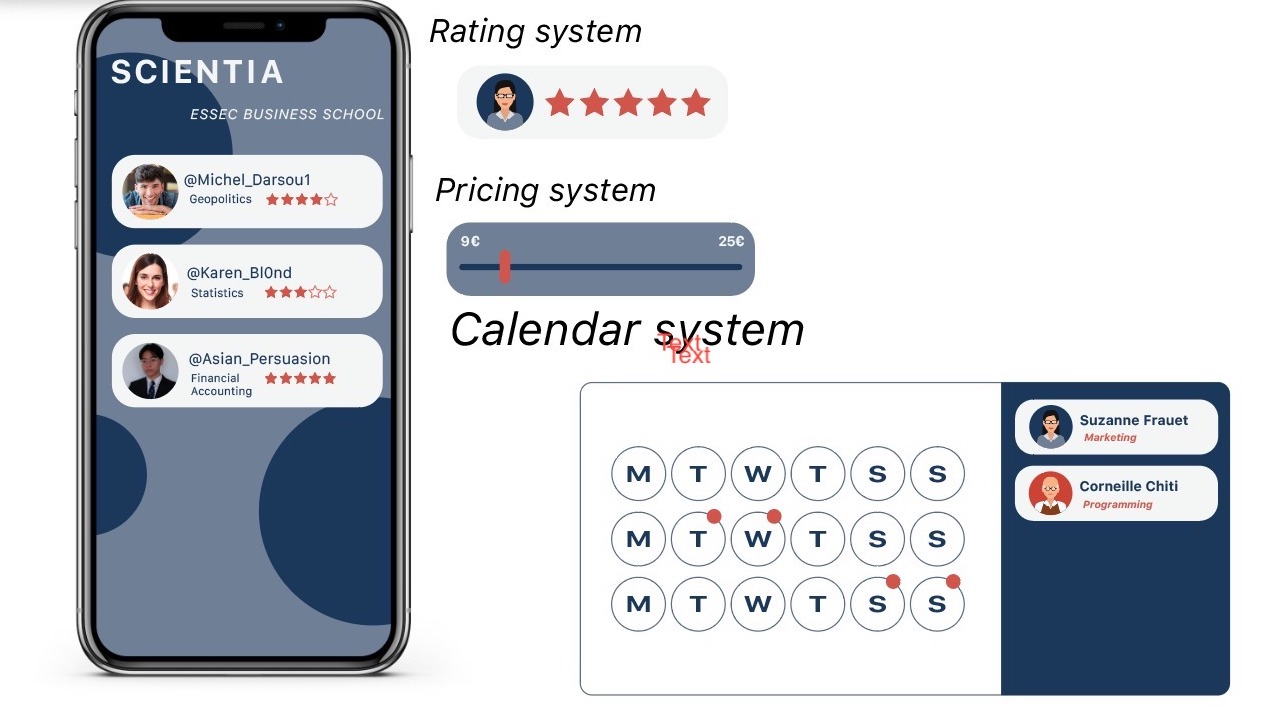 SCIENTIA
ESSEC BUSINESS SCHOOL
@Michel_Darsou1
Geopolitics
@Karen_Bl0nd
Statistics
@Asian_Persuasion
Financial
Accounting
Rating system
Pricing system
9€ 25€
Calendar system
Text
Text
M T W T S S
M T W T S S
M T W T S S
Suzanne Frauet
Marketing
Corneille Chiti
Programming